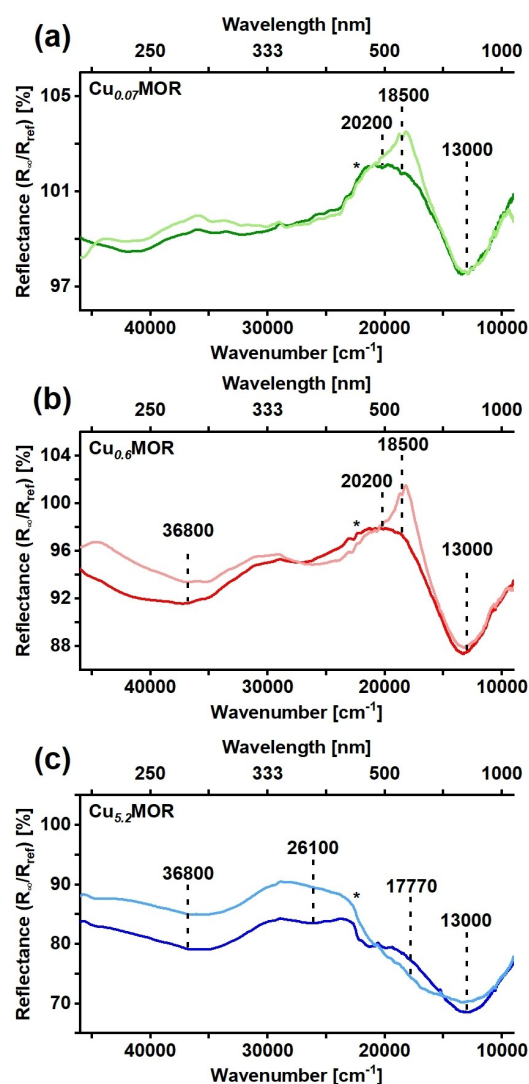 Wavelength [nm]
(a)
250 333 500 1000
Cu0.07MOR
105
18500
20200
13000
*
101
97
Reflectance (R∞/Rref) [%]
40000 30000 20000 10000
Wavenumber [cm-1]
Wavelength [nm]
(b)
250 333 500 1000
Cu0.6MOR
104
18500
20200
100
36800
*
13000
96
92
88
Reflectance (R∞/Rref) [%]
40000 30000 20000 10000
Wavenumber [cm-1]
Wavelength [nm]
(c)
250 333 500 1000
Cu5.2MOR
36800
26100
*
17770
13000
90
80
70
Reflectance (R∞/Rref) [%]
40000 30000 20000 10000
Wavenumber [cm-1]